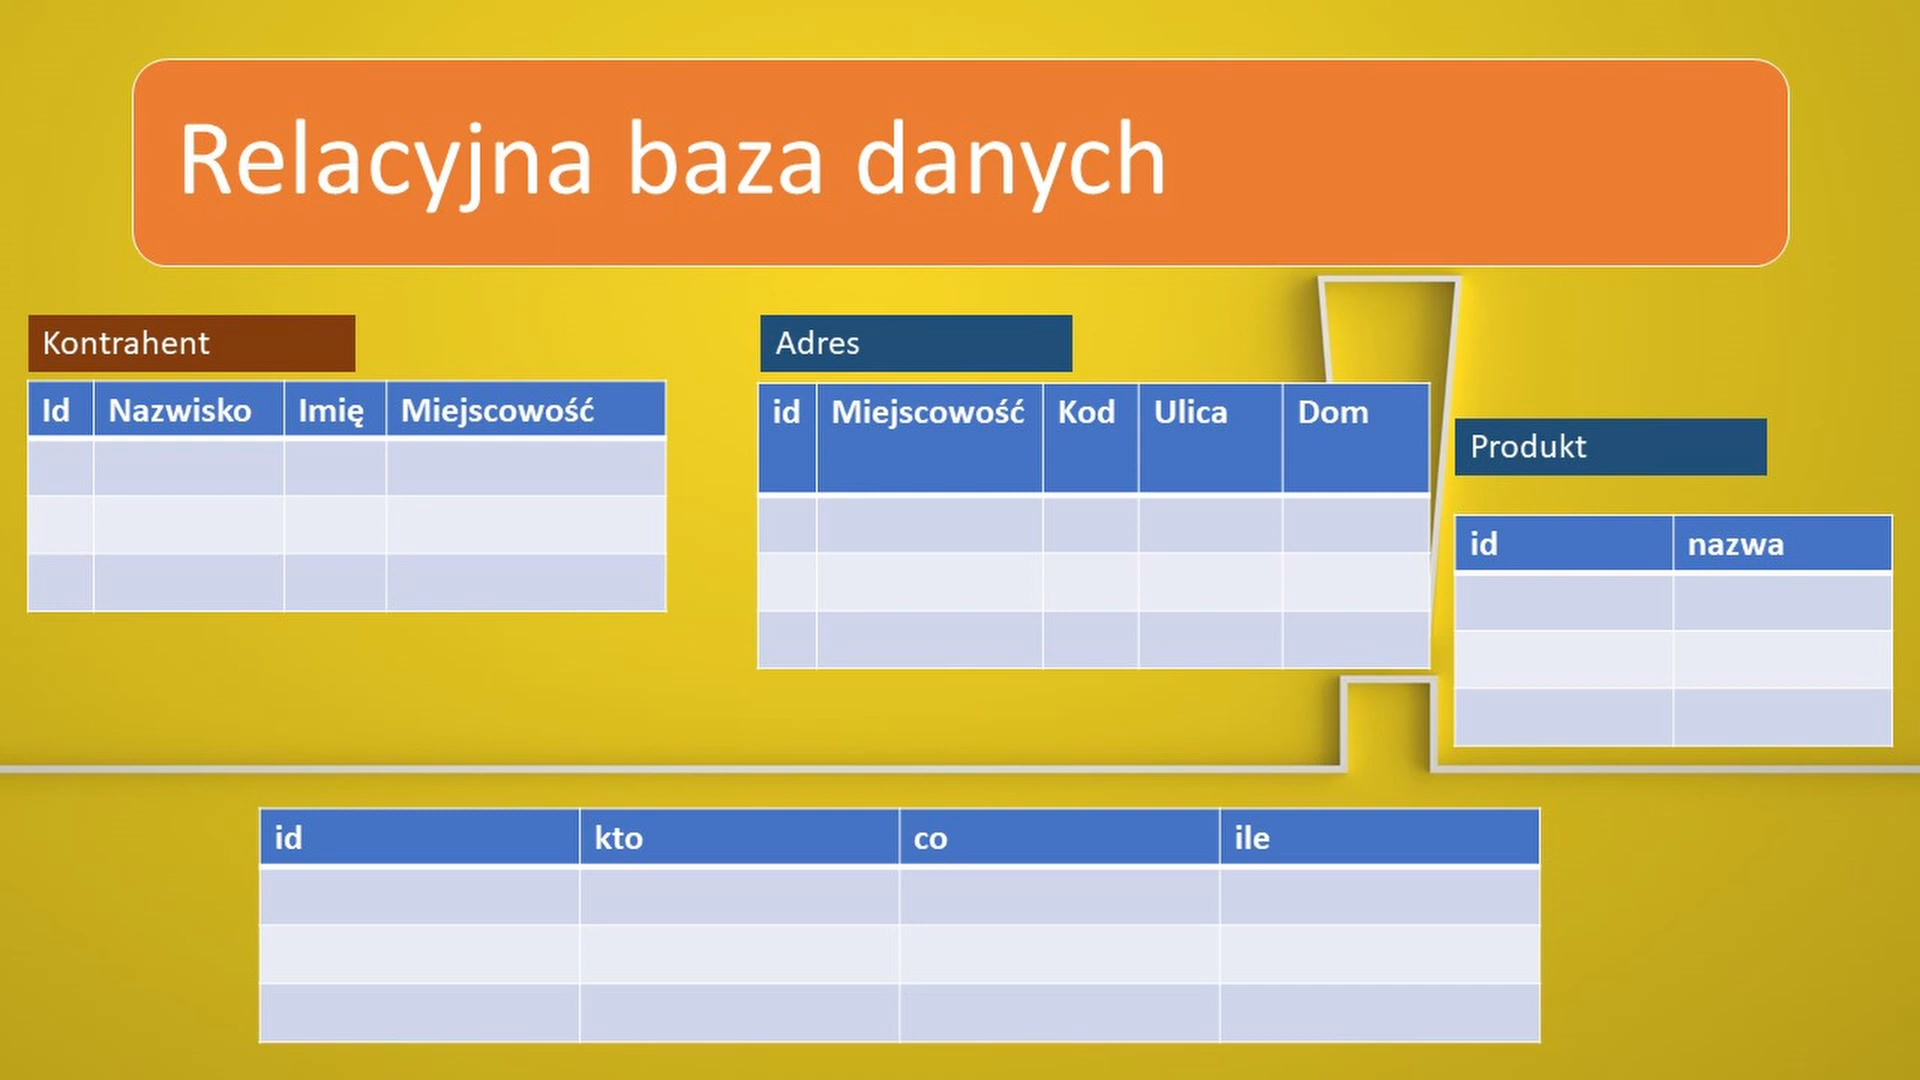 Relacyjna baza danych
Kontrahent
Id Nazwisko Imię Miejscowość
Adres
id Miejscowość Kod Ulica Dom
Produkt
id nazwa
id kto co ile